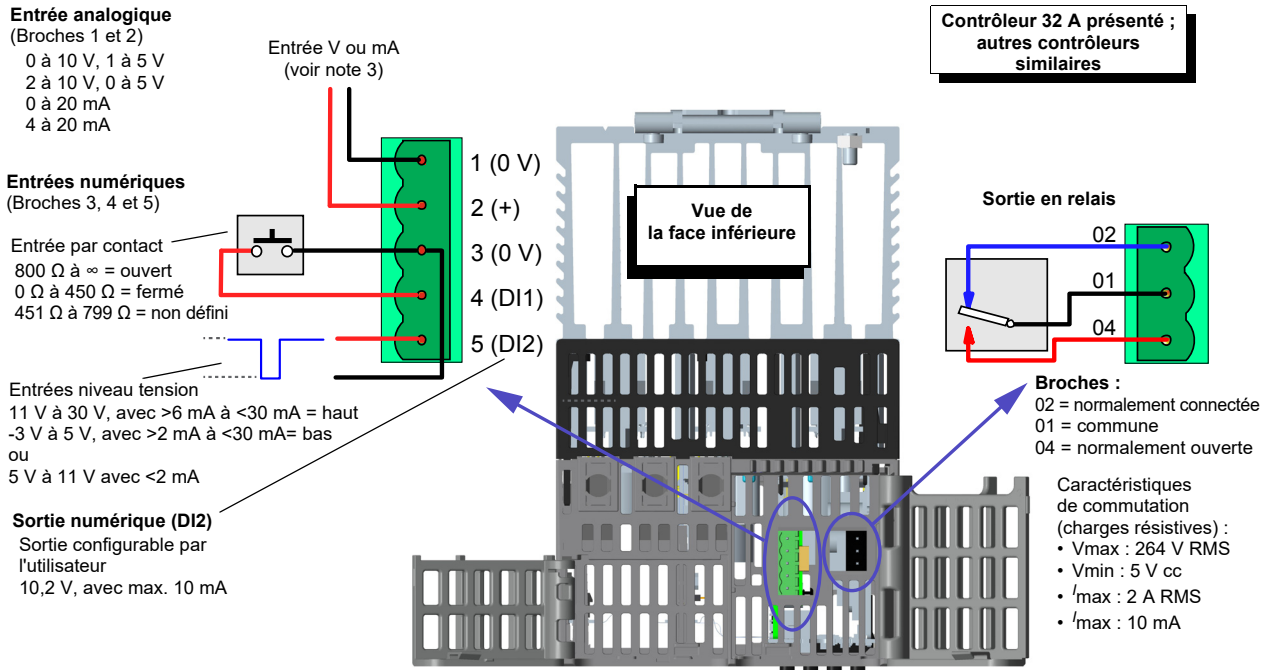 Entrée analogique
(Broches 1 et 2)
0 à 10 V, 1 à 5 V
2 à 10 V, 0 à 5 V
0 à 20 mA
4 à 20 mA
Entrée V ou mA
(voir note 3)
Entrées numériques
(Broches 3, 4 et 5)
Entrée par contact
800 Ω à ∞ = ouvert
0 Ω à 450 Ω = fermé
451 Ω à 799 Ω = non défini
Entrées niveau tension
11 V à 30 V, avec >6 mA à <30 mA = haut
-3 V à 5 V, avec >2 mA à <30 mA= bas
ou
5 V à 11 V avec <2 mA
Sortie numérique (DI2)
Sortie configurable par
l'utilisateur
10,2 V, avec max. 10 mA
1 (0 V)
2 (+)
3 (0 V)
4 (DI1)
5 (DI2)
Vue de
la face inférieure
Contrôleur 32 A présenté ;
autres contrôleurs
similaires
Sortie en relais
02
01
04
Broches :
02 = normalement connectée
01 = commune
04 = normalement ouverte
Caractéristiques
de commutation
(charges résistives) :
• Vmax : 264 V RMS
• Vmin : 5 V cc
• Imax : 2 A RMS
• Imax : 10 mA